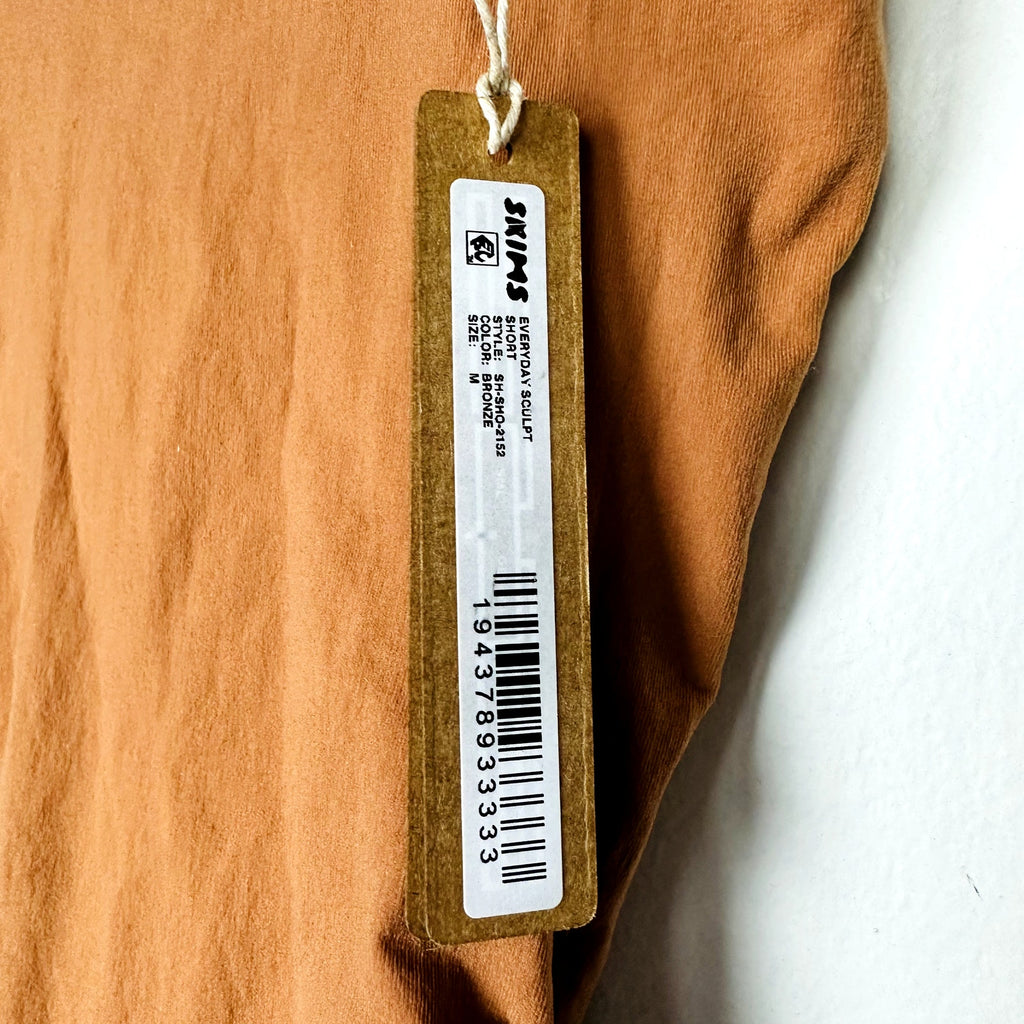 SKIMS
EVERYDAY SCULPT
SHORT
STYLE: SH-SHO-2152
COLOR: BRONZE
SIZE: M
194378933333